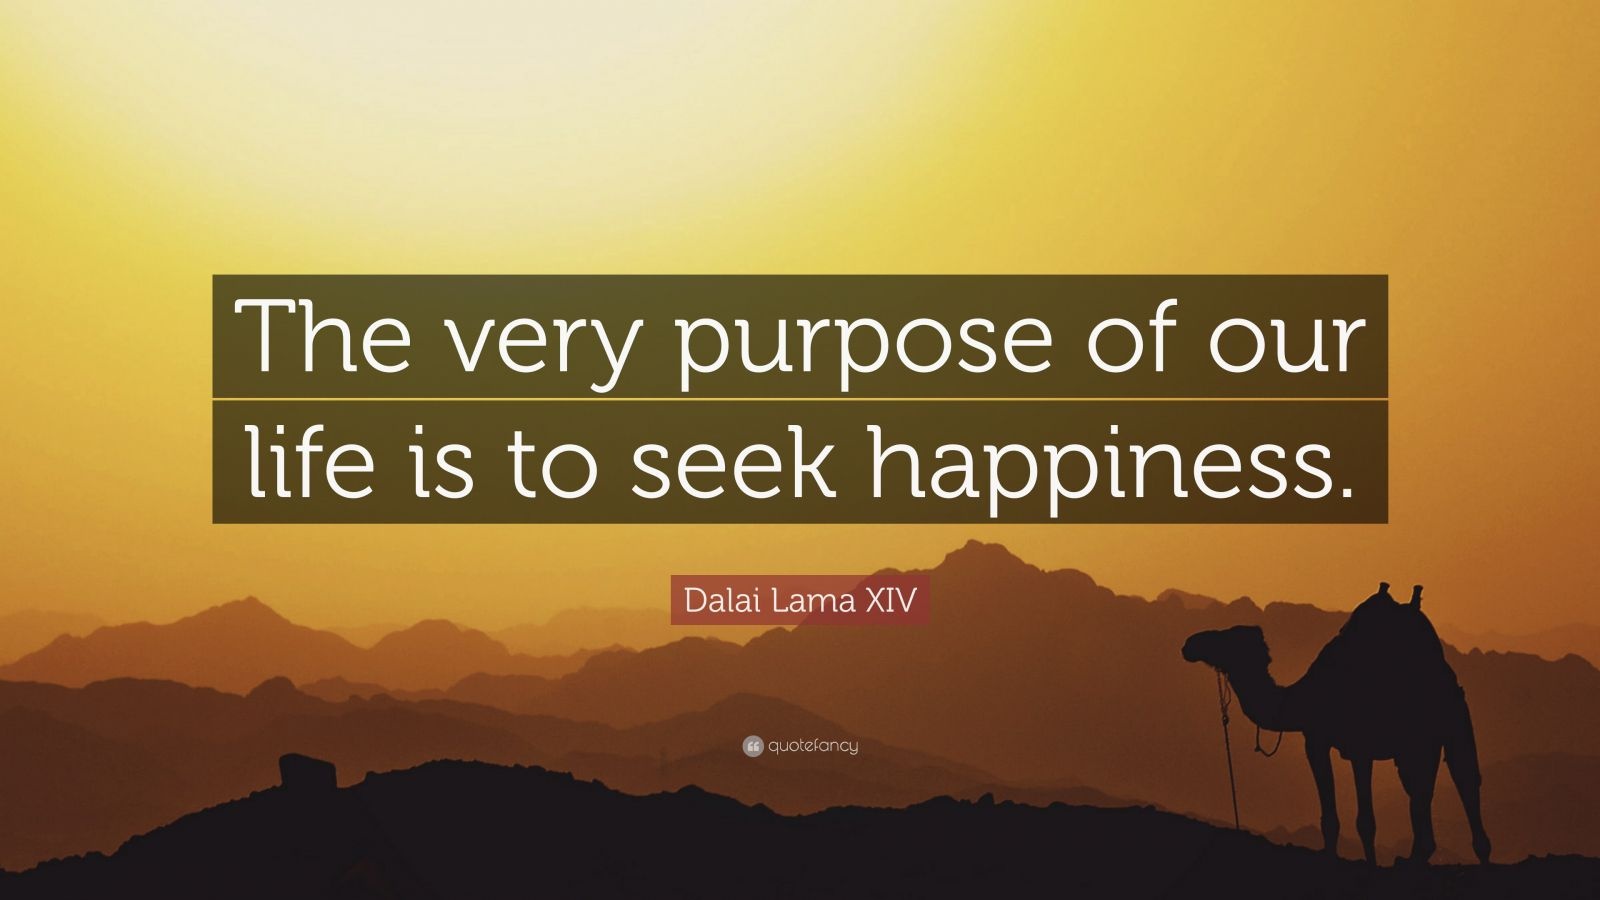 The very purpose of our
life is to seek happiness.
Dalai Lama XIV
quotefancy